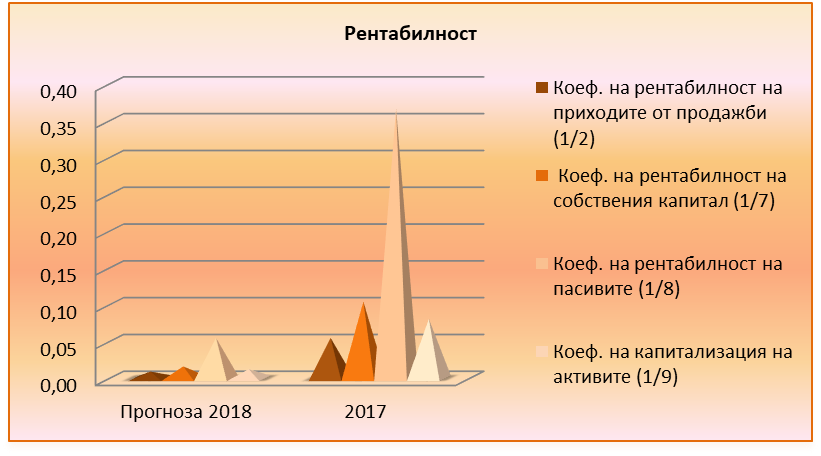 Рентабилност
0,40
0,35
0,30
0,25
0,20
0,15
0,10
0,05
0,00
Прогноза 2018
2017
Коеф. на рентабилност на
приходите от продажби
(1/2)
Коеф. на рентабилност на
собствения капитал (1/7)
Коеф. на рентабилност на
пасивите (1/8)
Коеф. на капитализация на
активите (1/9)